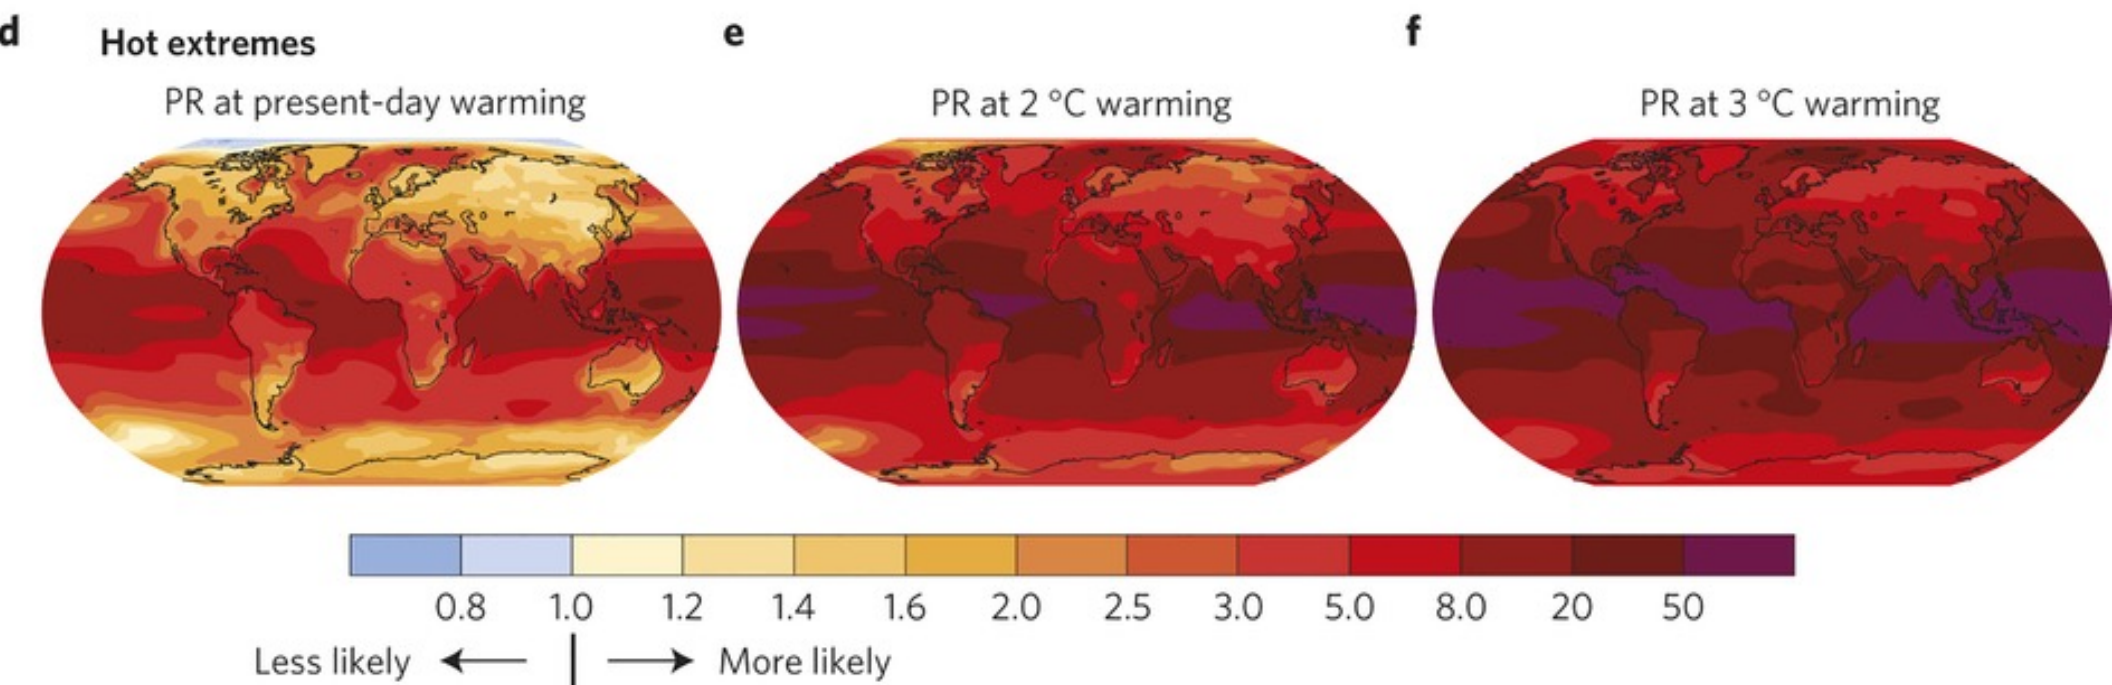 d Hot extremes
PR at present-day warming
e
PR at 2 °C warming
f
PR at 3 °C warming
0.8 1.0 1.2 1.4 1.6 2.0 2.5 3.0 5.0 8.0 20 50
Less likely More likely